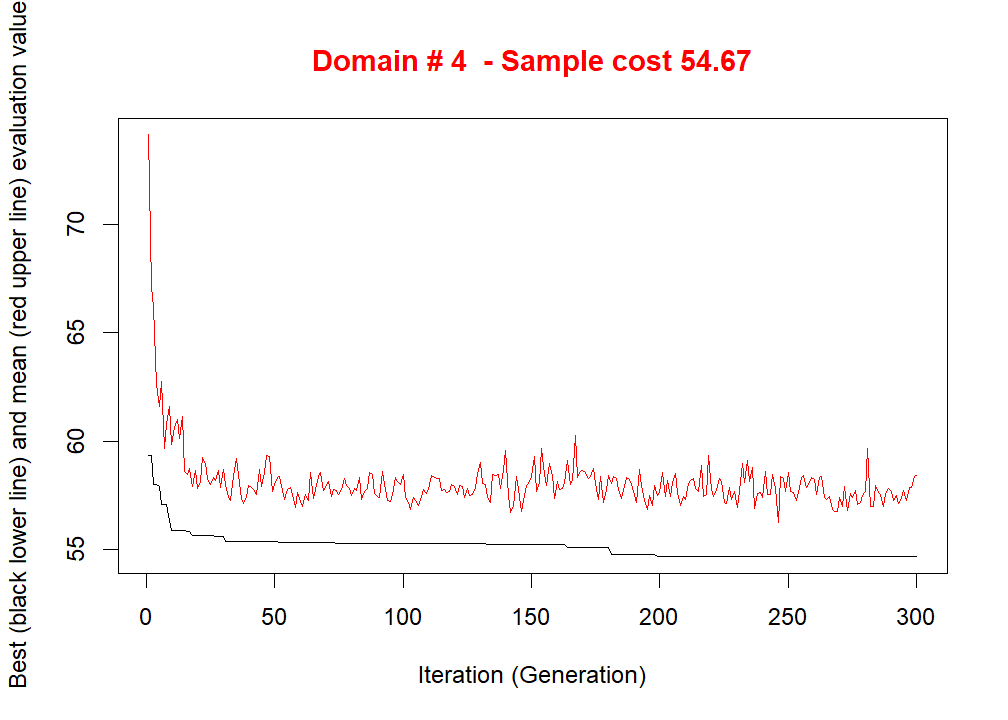 Domain # 4  - Sample cost 54.67
Best (black lower line) and mean (red upper line) evaluation value
70
65
60
55
0 50 100 150 200 250 300
Iteration (Generation)